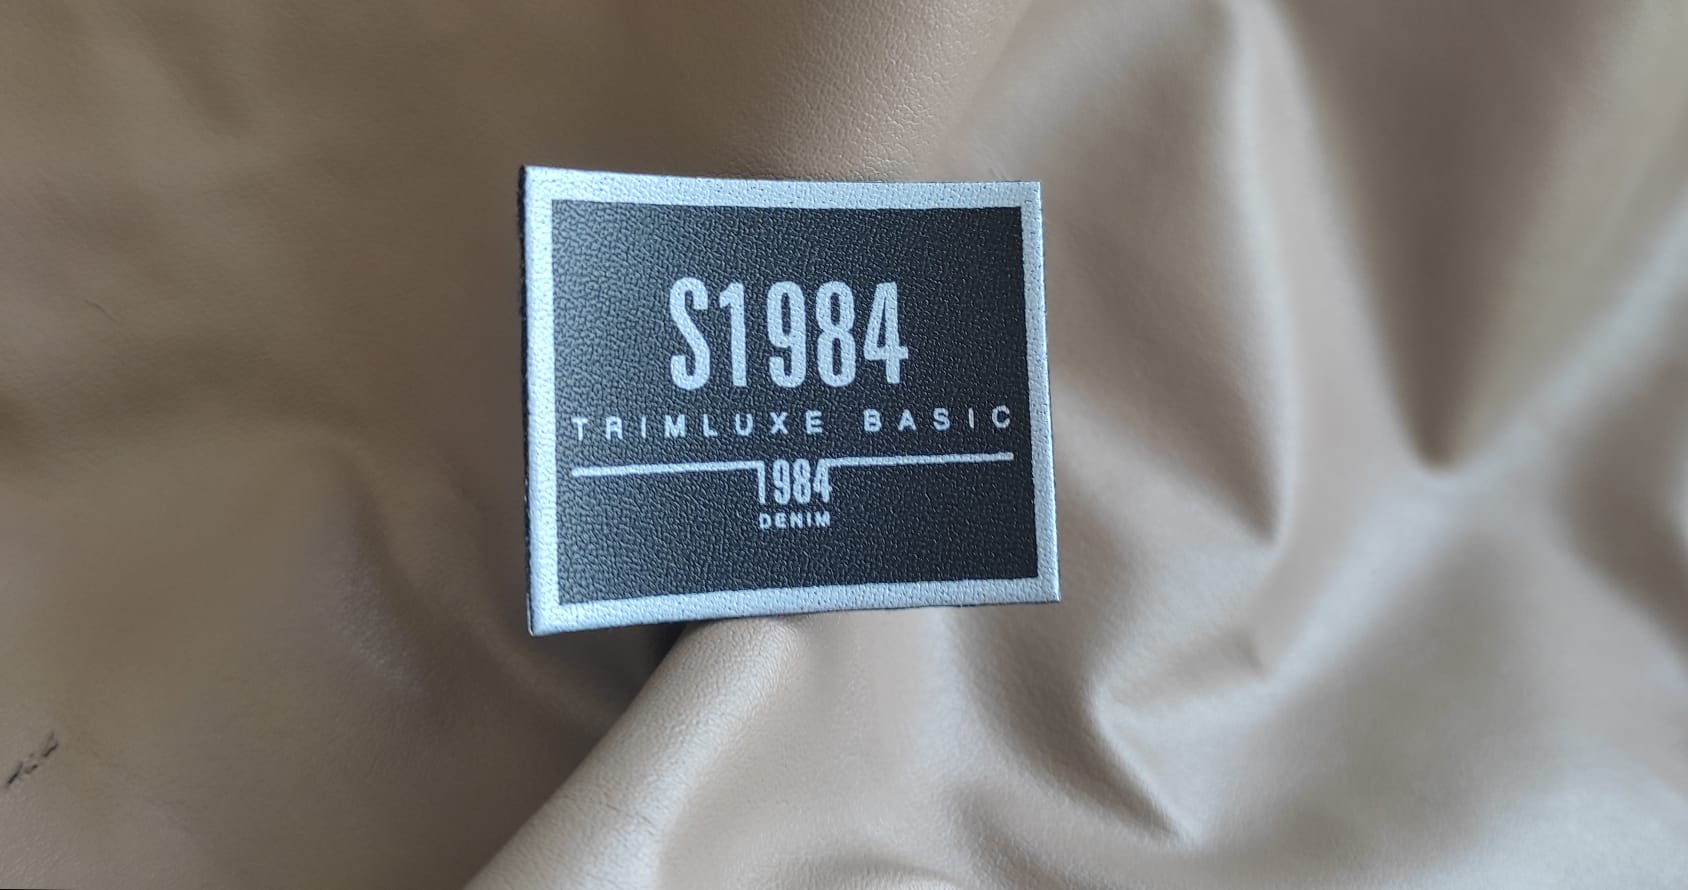 S1984
TRIMLUXE BASIC
1984
DENIM